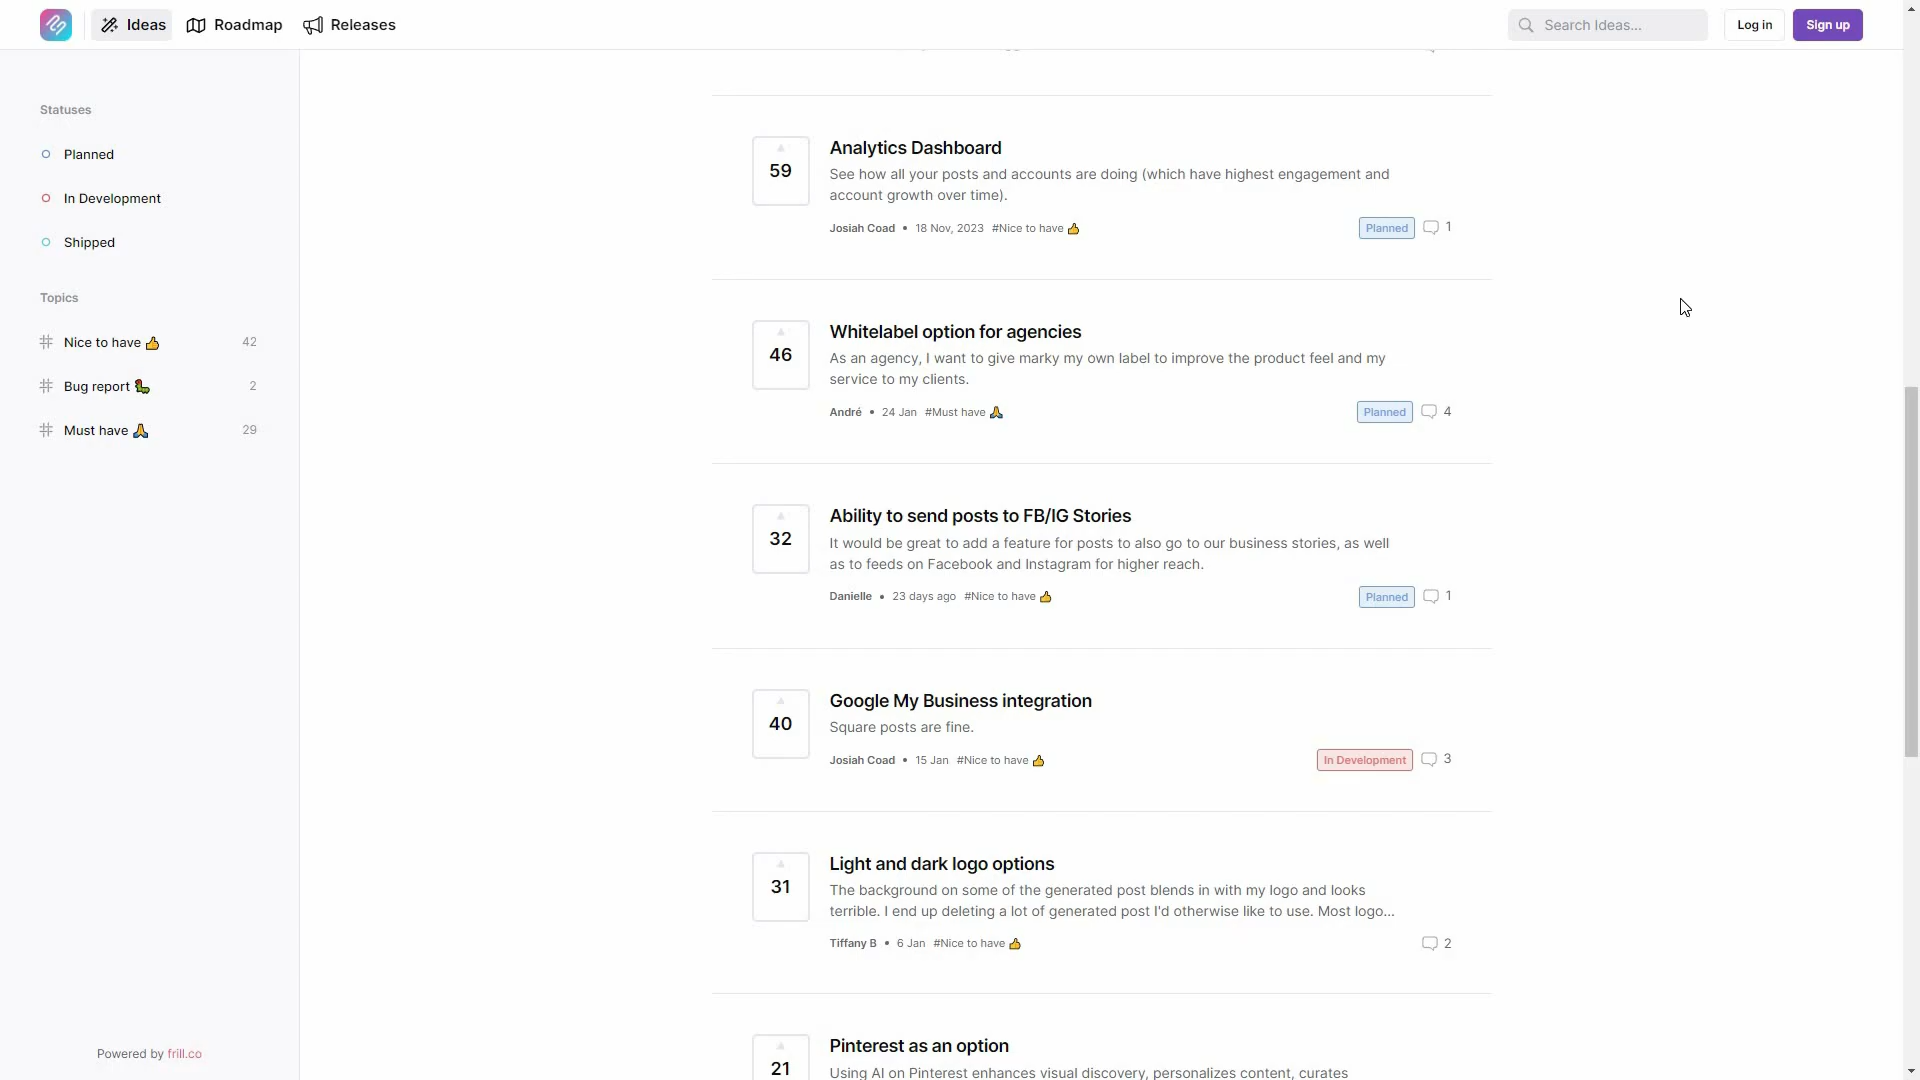 Ideas
Roadmap
Releases
Search Ideas...
Log in
Sign up
Statuses
Planned
In Development
Shipped
Topics
Nice to have 👍 42
Bug report 🐛 2
Must have 🙏 29
Powered by frill.co
59
Analytics Dashboard
See how all your posts and accounts are doing (which have highest engagement and
account growth over time).
Josiah Coad • 18 Nov, 2023 #Nice to have 👍
Planned 1
46
Whitelabel option for agencies
As an agency, I want to give marky my own label to improve the product feel and my
service to my clients.
André • 24 Jan #Must have 🙏
Planned 4
32
Ability to send posts to FB/IG Stories
It would be great to add a feature for posts to also go to our business stories, as well
as to feeds on Facebook and Instagram for higher reach.
Danielle • 23 days ago #Nice to have 👍
Planned 1
40
Google My Business integration
Square posts are fine.
Josiah Coad • 15 Jan #Nice to have 👍
In Development 3
31
Light and dark logo options
The background on some of the generated post blends in with my logo and looks
terrible. I end up deleting a lot of generated post I'd otherwise like to use. Most logo...
Tiffany B • 6 Jan #Nice to have 👍
2
21
Pinterest as an option
Using AI on Pinterest enhances visual discovery, personalizes content, curates